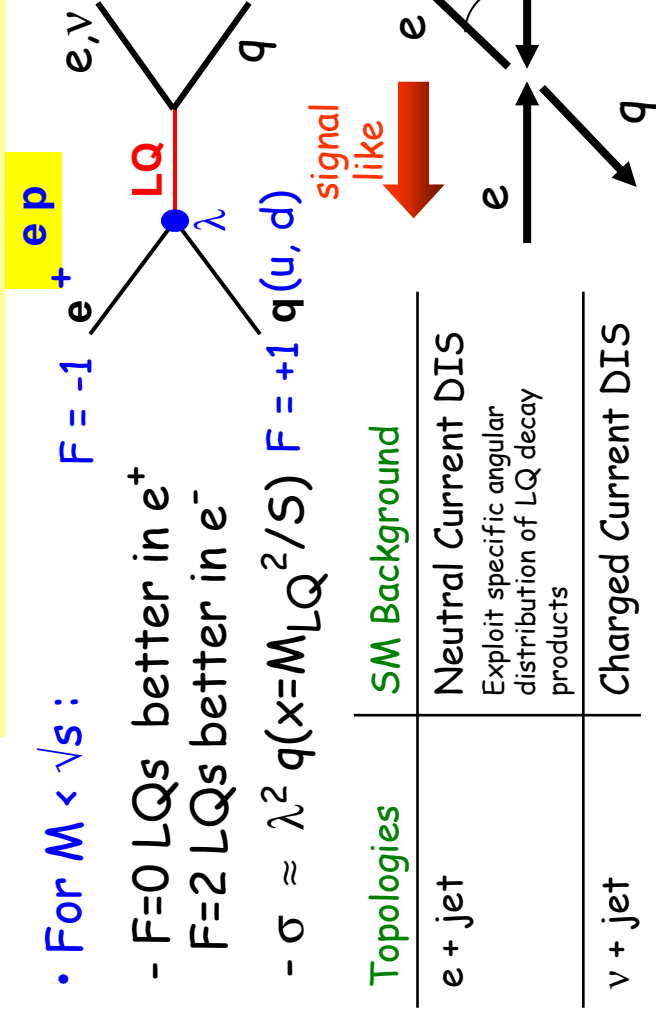 e p
• For M < √s :
F = -1 e+
e,ν
LQ
λ
q
F = +1 q (u, d)
- F=0 LQs better in e+
F=2 LQs better in e-
- σ ≈ λ2 q(x=MLQ2/S)
signal
like
Topologies SM Background
e + jet Neutral Current DIS
Exploit specific angular
distribution of LQ decay
products
ν + jet Charged Current DIS
e
e
q